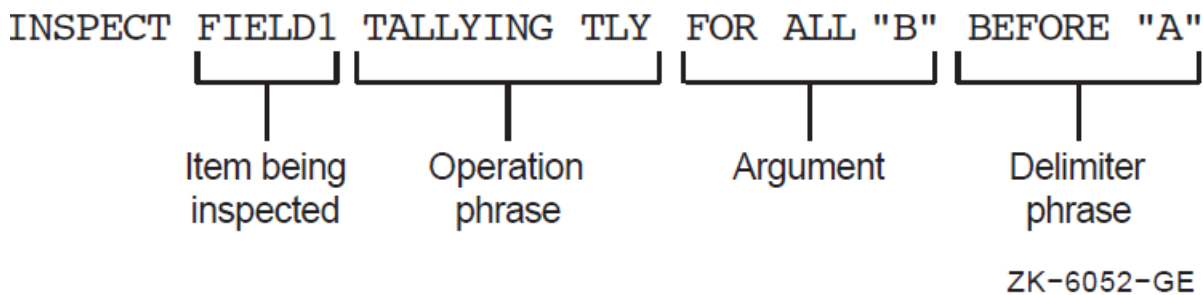 INSPECT FIELD1 TALLYING TLY FOR ALL "B" BEFORE "A"
Item being inspected
Operation phrase
Argument
Delimiter phrase
ZK-6052-GE